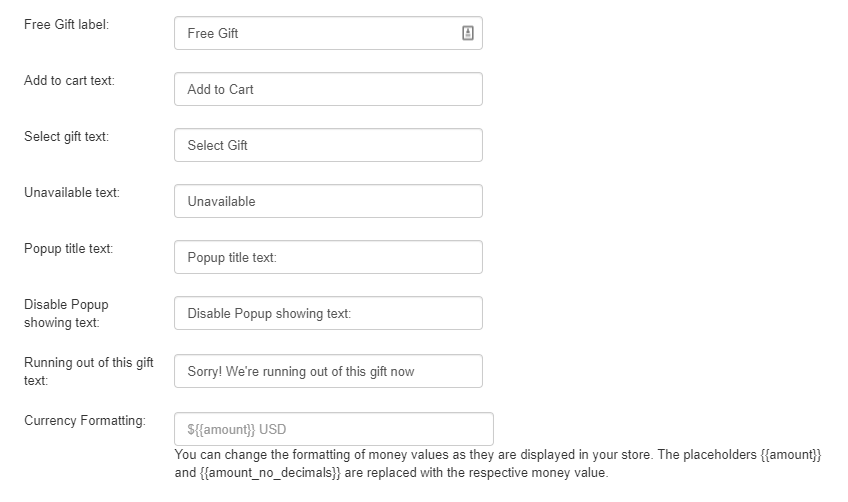 Free Gift label:
Free Gift
Add to cart text:
Add to Cart
Select gift text:
Select Gift
Unavailable text:
Unavailable
Popup title text:
Popup title text:
Disable Popup
showing text:
Disable Popup showing text:
Running out of this gift
text:
Sorry! We're running out of this gift now
Currency Formatting:
${{amount}} USD
You can change the formatting of money values as they are displayed in your store. The placeholders {{amount}}
and {{amount_no_decimals}} are replaced with the respective money value.